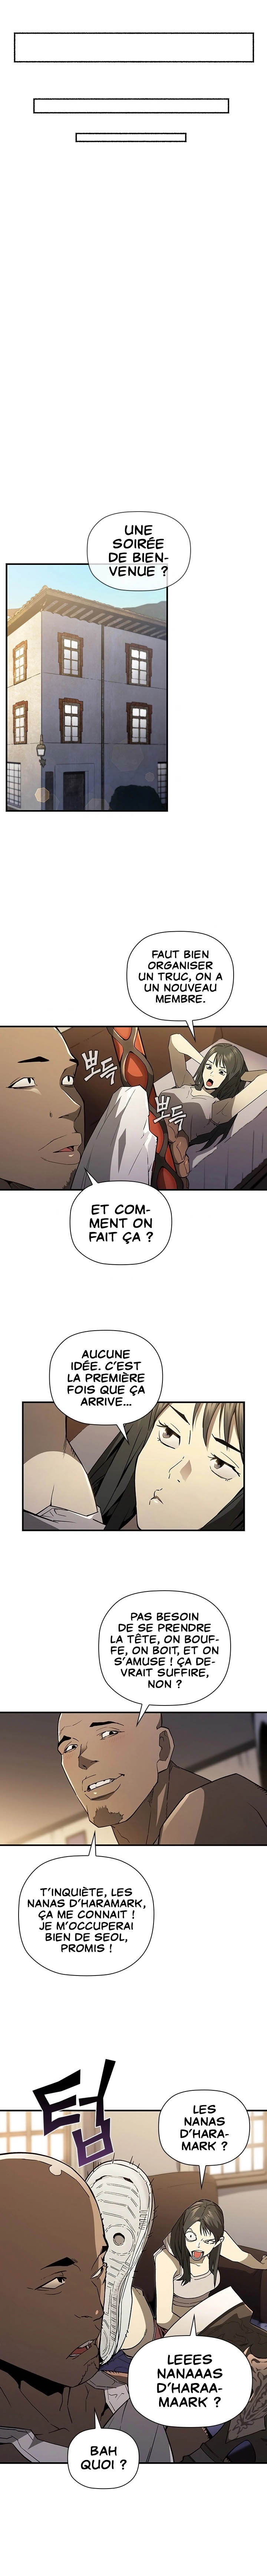 UNE
SOIRÉE
DE BIEN-
VENUE ?
FAUT BIEN
ORGANISER
UN TRUC, ON A
UN NOUVEAU
MEMBRE.
뽀득
뽀득
ET COM-
MENT ON
FAIT ÇA ?
AUCUNE
IDÉE. C'EST
LA PREMIÈRE
FOIS QUE ÇA
ARRIVE...
PAS BESOIN
DE SE PRENDRE
LA TÊTE, ON BOUF-
FE, ON BOIT, ET ON
S'AMUSE ! ÇA DE-
VRAIT SUFFIRE,
NON ?
T'INQUIÈTE, LES
NANAS D'HARAMARK,
ÇA ME CONNAIT !
JE M'OCCUPERAI
BIEN DE SEOL,
PROMIS !
텁
LES
NANAS
D'HARA-
MARK ?
LEEES
NANAAAS
D'HARAA-
MAARK ?
BAH
QUOI ?